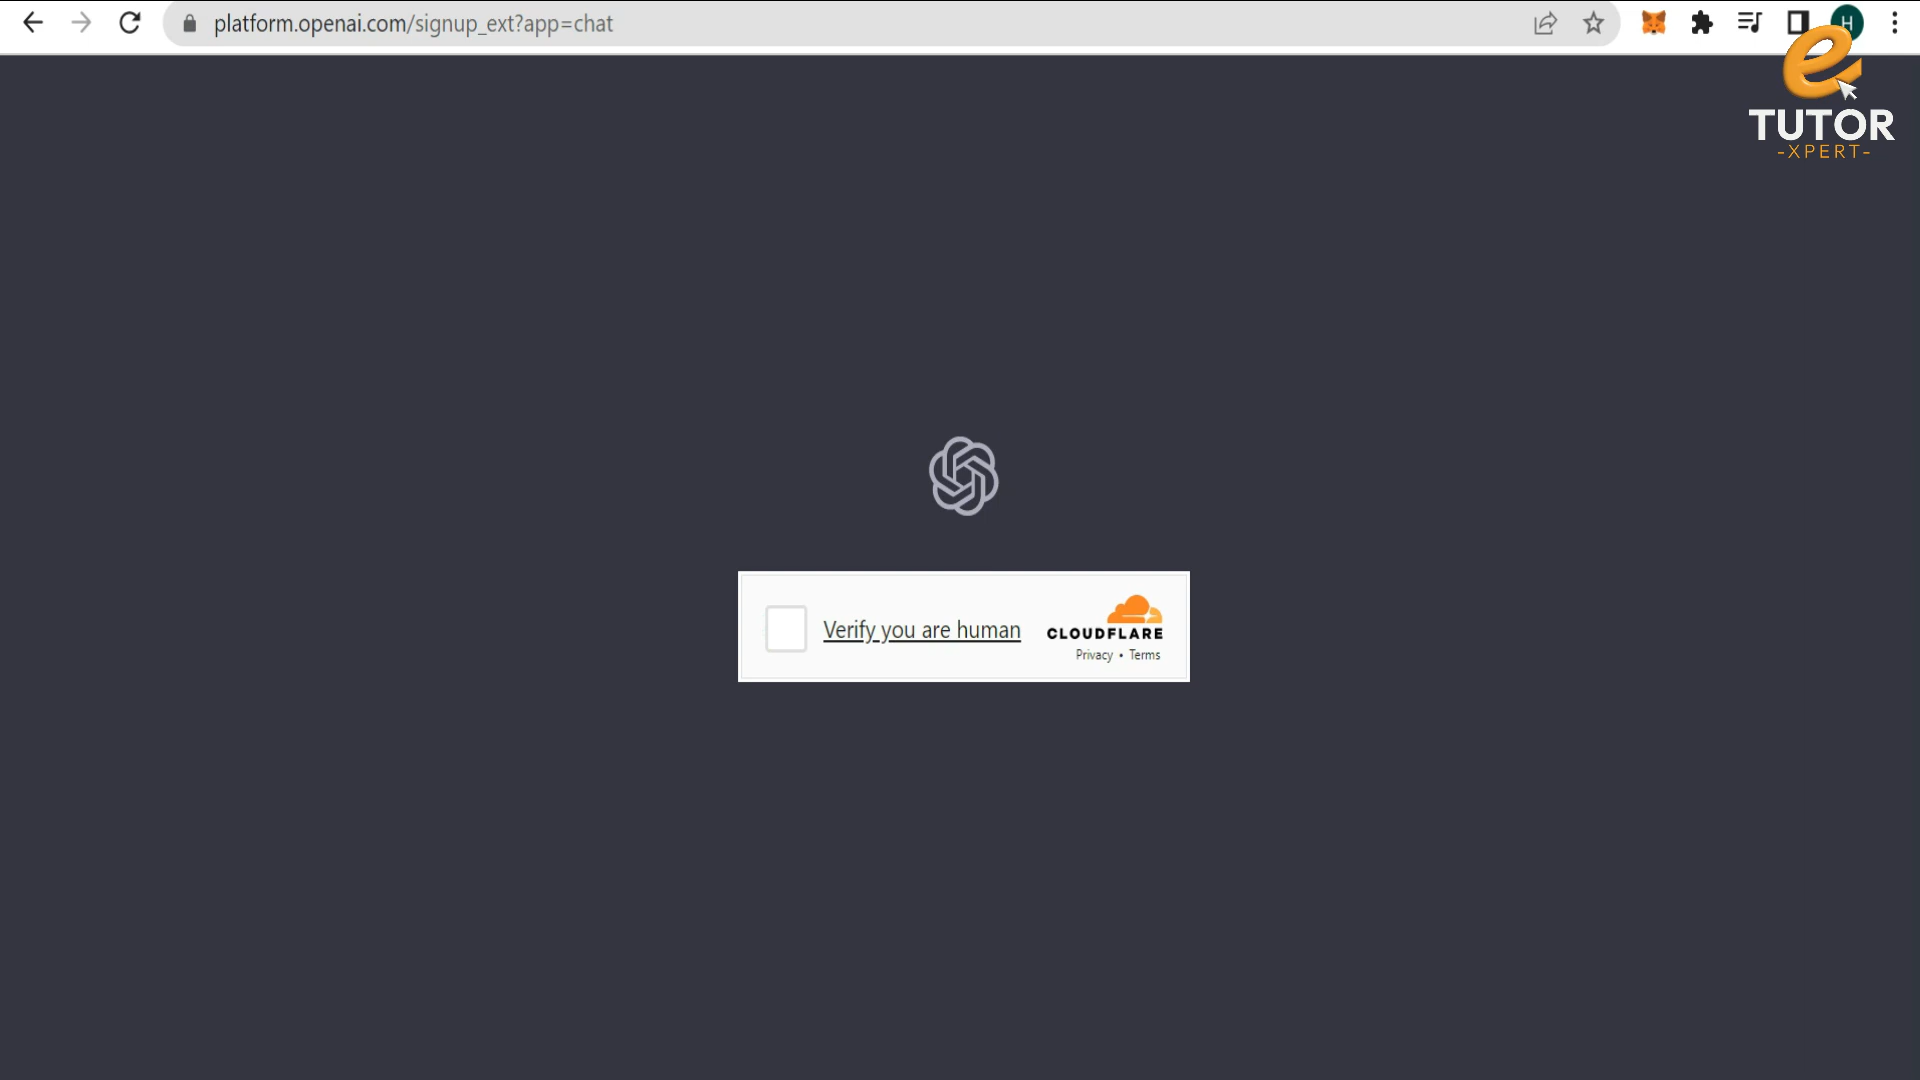 platform.openai.com/signup_ext?app=chat
H
e
TUTOR
-XPERT-
Verify you are human
CLOUDFLARE
Privacy • Terms